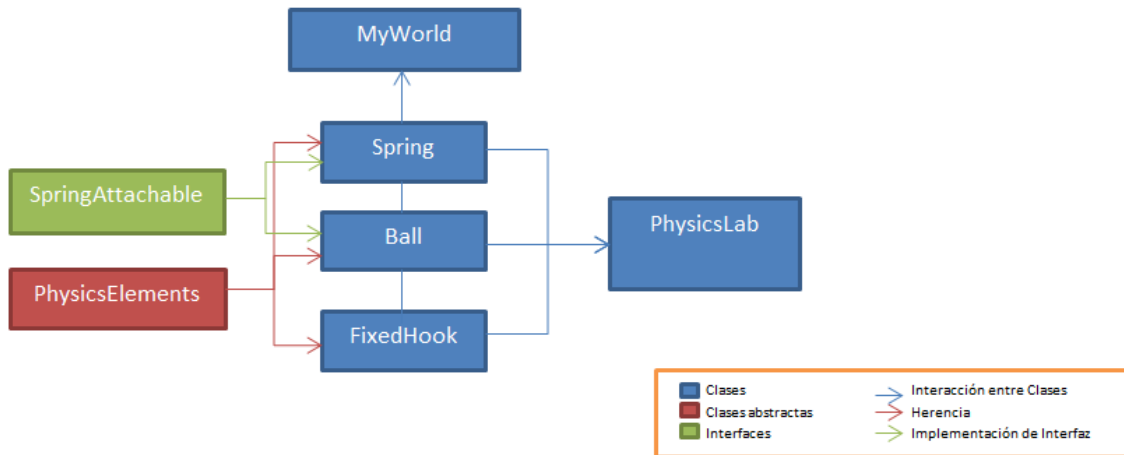 MyWorld
Spring
SpringAttachable
Ball
PhysicsLab
PhysicsElements
FixedHook
Clases
Interacción entre Clases
Clases abstractas
Herencia
Interfaces
Implementación de Interfaz